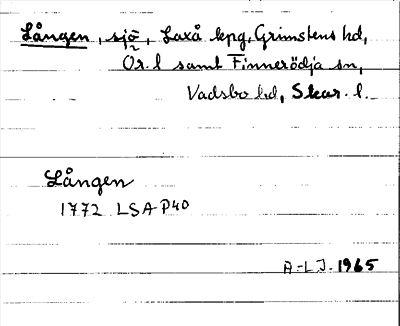 Lången, sjö, Laxå kpg, Grimstens hd,
Ör. l samt Finnerödja sn,
Vadsbo hd, Skar. l.
Lången
1772 LSA P40
A-L J. 1965